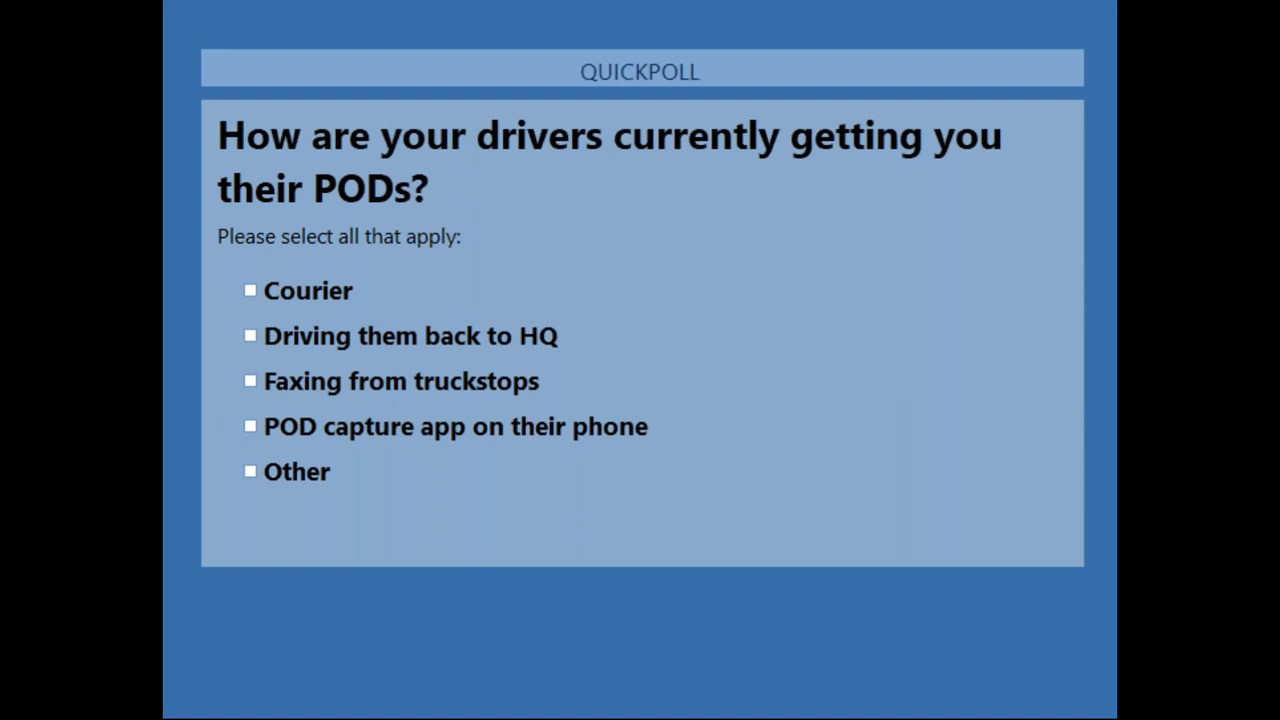 QUICKPOLL
How are your drivers currently getting you
their PODs?
Please select all that apply:
Courier
Driving them back to HQ
Faxing from truckstops
POD capture app on their phone
Other